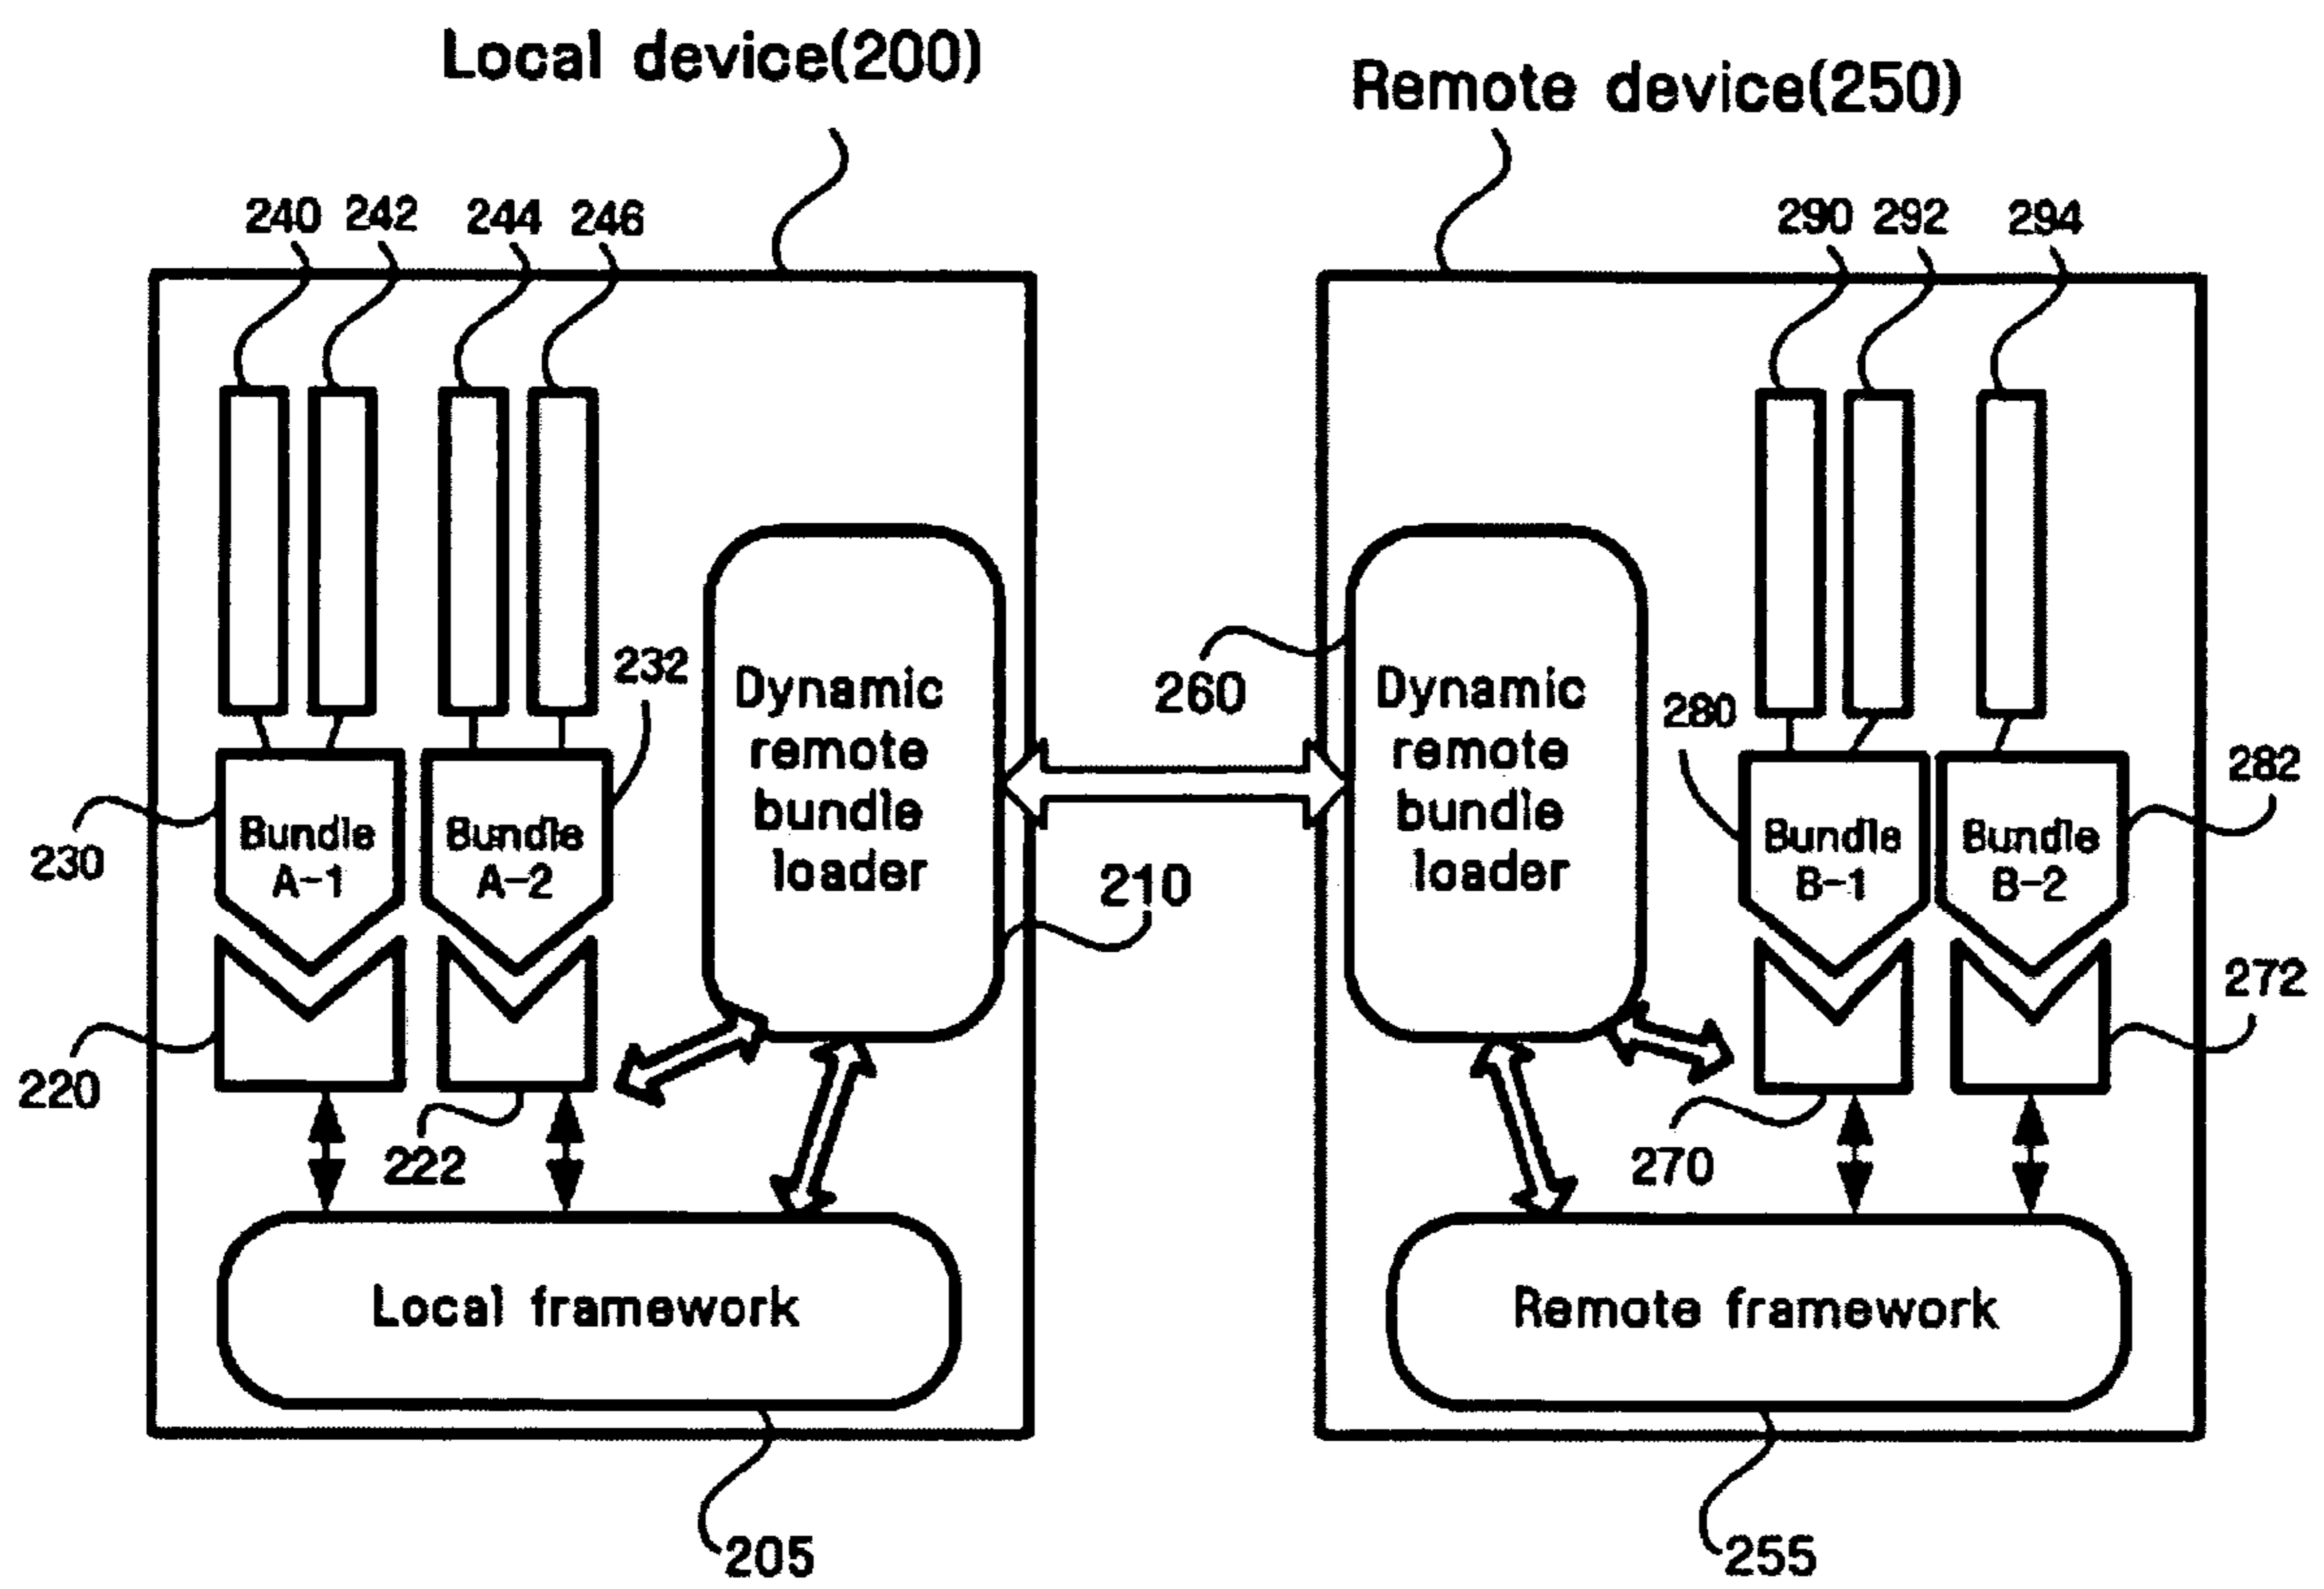 Local device(200)
Remote device(250)
240 242 244 246
290 292 294
232
Dynamic
remote
bundle
loader
260
Dynamic
remote
bundle
loader
280
282
230
Bundle
A-1
Bundle
A-2
210
Bundle
B-1
Bundle
B-2
272
220
222
270
Local framework
Remote framework
205
255